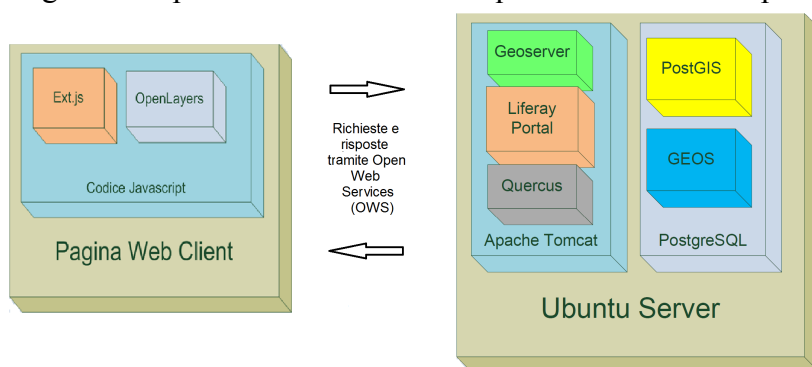 Ext.js
OpenLayers
Codice Javascript
Pagina Web Client
Richieste e
risposte
tramite Open
Web
Services
(OWS)
Geoserver
Liferay
Portal
Quercus
Apache Tomcat
PostGIS
GEOS
PostgreSQL
Ubuntu Server